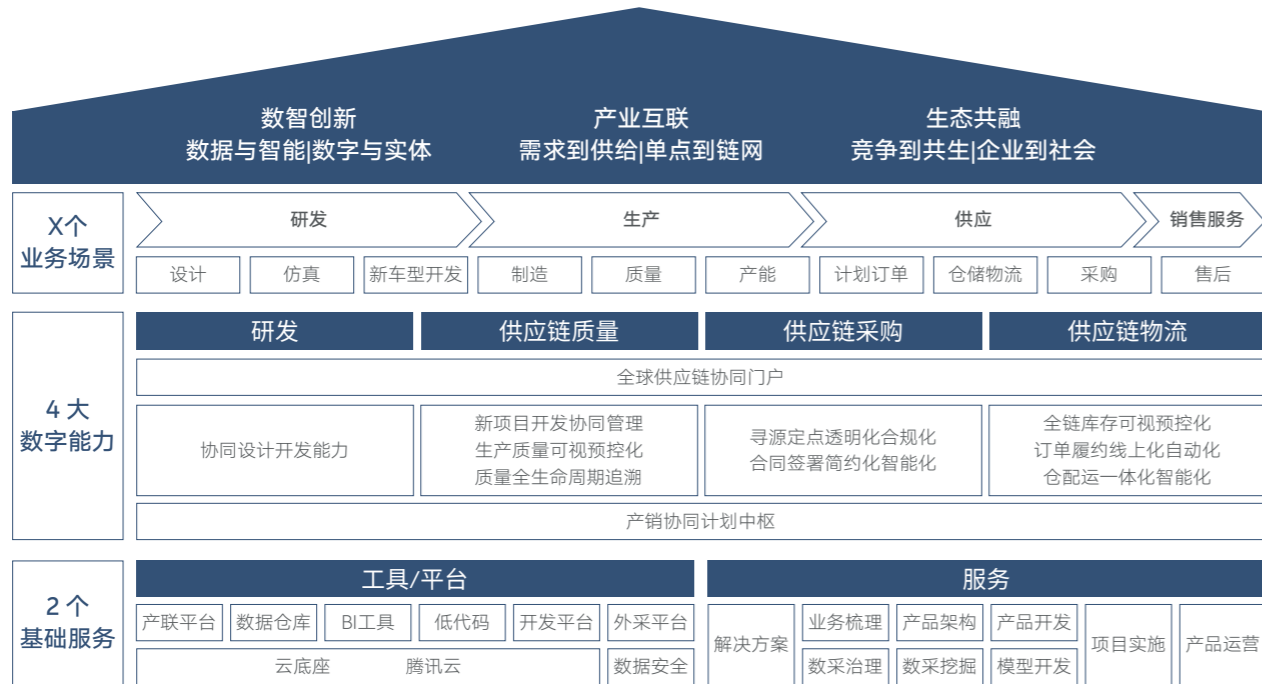 数智创新
数据与智能|数字与实体
产业互联
需求到供给|单点到链网
生态共融
竞争到共生|企业到社会
X个
业务场景
研发
生产
供应
销售服务
设计
仿真
新车型开发
制造
质量
产能
计划订单
仓储物流
采购
售后
4 大
数字能力
研发
供应链质量
供应链采购
供应链物流
全球供应链协同门户
协同设计开发能力
新项目开发协同管理
生产质量可视预控化
质量全生命周期追溯
寻源定点透明化合规化
合同签署简约化智能化
全链库存可视预控化
订单履约线上化自动化
仓配运一体化智能化
产销协同计划中枢
2 个
基础服务
工具/平台
产联平台
数据仓库
BI工具
低代码
开发平台
外采平台
云底座
腾讯云
数据安全
服务
解决方案
业务梳理
产品架构
产品开发
数采治理
数采挖掘
模型开发
项目实施
产品运营